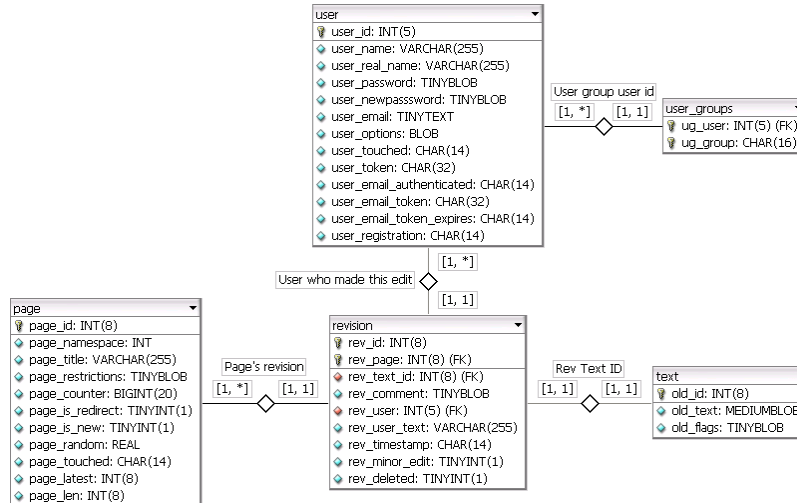 user
user_id: INT(5)
user_name: VARCHAR(255)
user_real_name: VARCHAR(255)
user_password: TINYBLOB
user_newpasssword: TINYBLOB
user_email: TINYTEXT
user_options: BLOB
user_touched: CHAR(14)
user_token: CHAR(32)
user_email_authenticated: CHAR(14)
user_email_token: CHAR(32)
user_email_token_expires: CHAR(14)
user_registration: CHAR(14)
User group user id
[1, *] [1, 1]
user_groups
ug_user: INT(5) (FK)
ug_group: CHAR(16)
[1, *]
User who made this edit
[1, 1]
page
page_id: INT(8)
page_namespace: INT
page_title: VARCHAR(255)
page_restrictions: TINYBLOB
page_counter: BIGINT(20)
page_is_redirect: TINYINT(1)
page_is_new: TINYINT(1)
page_random: REAL
page_touched: CHAR(14)
page_latest: INT(8)
page_len: INT(8)
Page's revision
[1, *] [1, 1]
revision
rev_id: INT(8)
rev_page: INT(8) (FK)
rev_text_id: INT(8) (FK)
rev_comment: TINYBLOB
rev_user: INT(5) (FK)
rev_user_text: VARCHAR(255)
rev_timestamp: CHAR(14)
rev_minor_edit: TINYINT(1)
rev_deleted: TINYINT(1)
Rev Text ID
[1, 1] [1, 1]
text
old_id: INT(8)
old_text: MEDIUMBLOB
old_flags: TINYBLOB